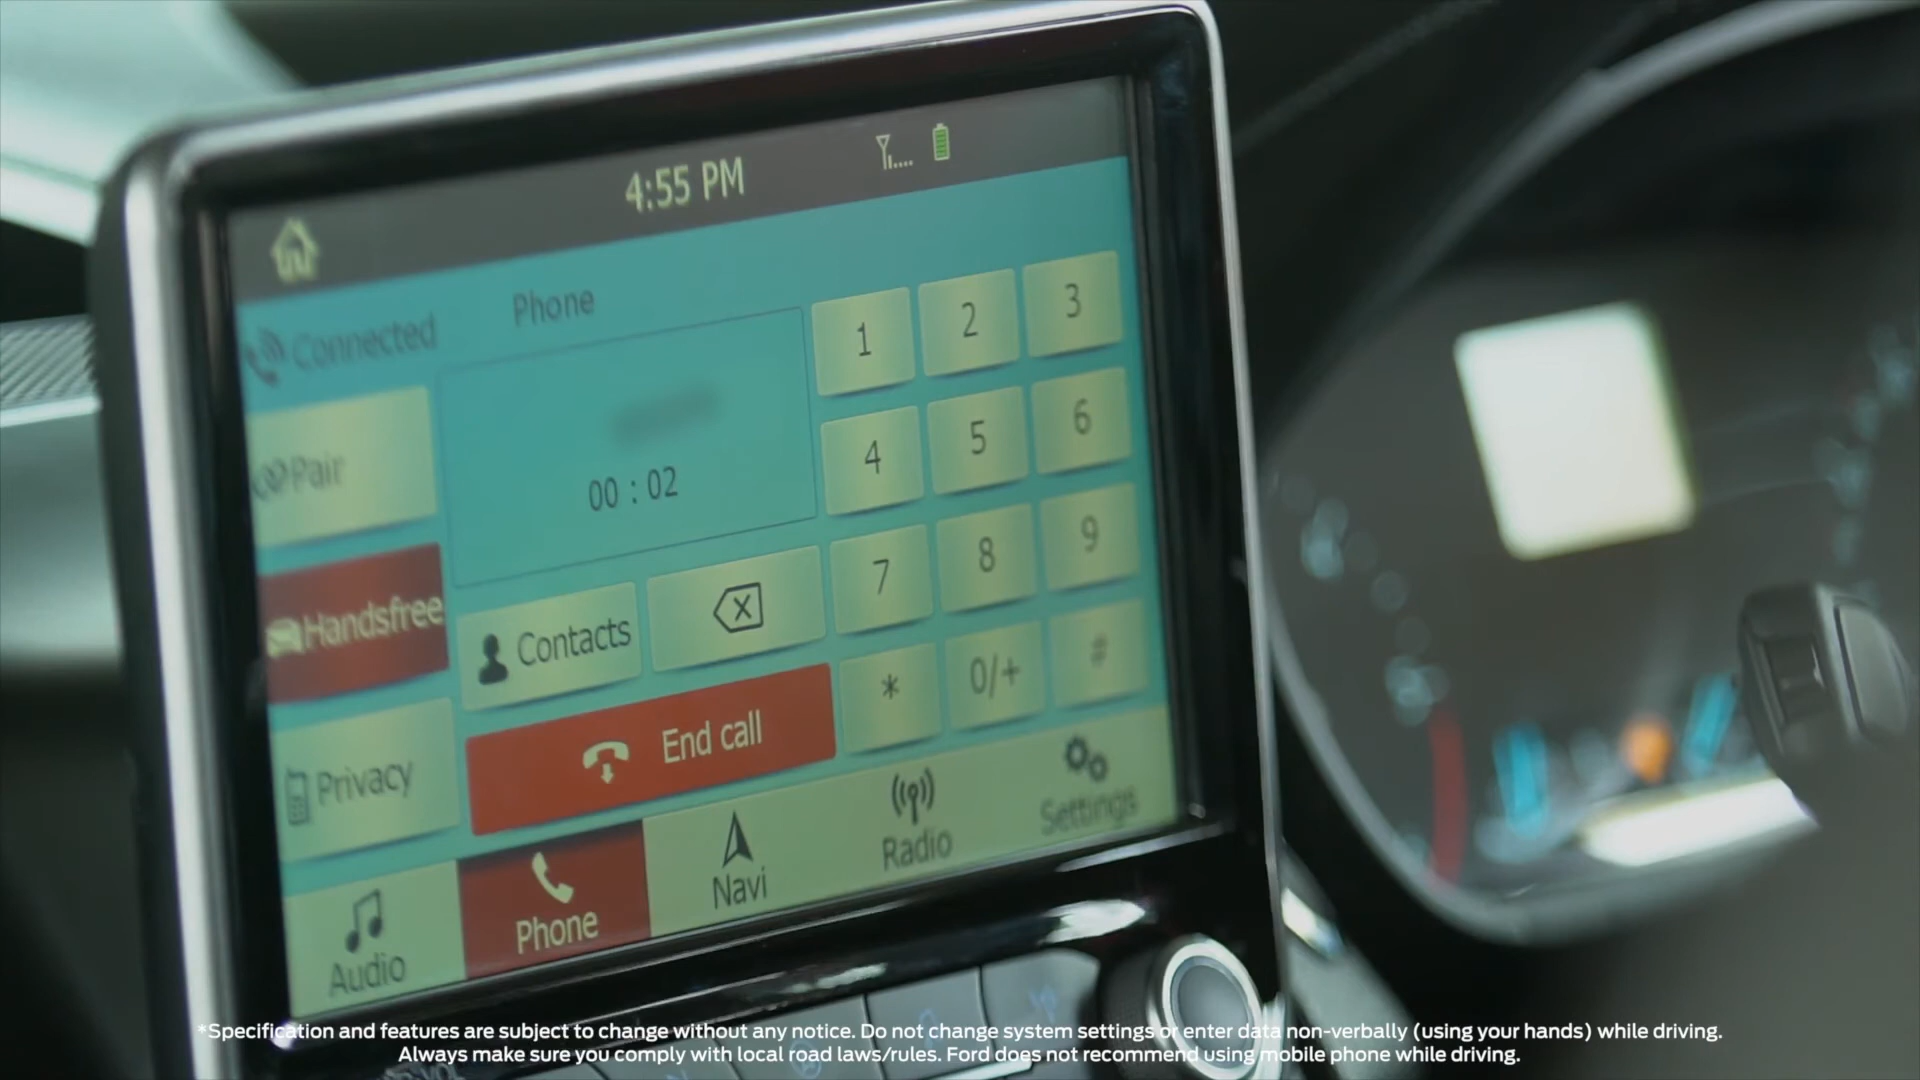 4:55 PM
Connected
Phone
1
2
3
Pair
00 : 02
4
5
6
Handsfree
Contacts
7
8
9
Privacy
End call
*
0/+
#
Audio
Phone
Navi
Radio
Settings
*Specification and features are subject to change without any notice. Do not change system settings or enter data non-verbally (using your hands) while driving.
Always make sure you comply with local road laws/rules. Ford does not recommend using mobile phone while driving.